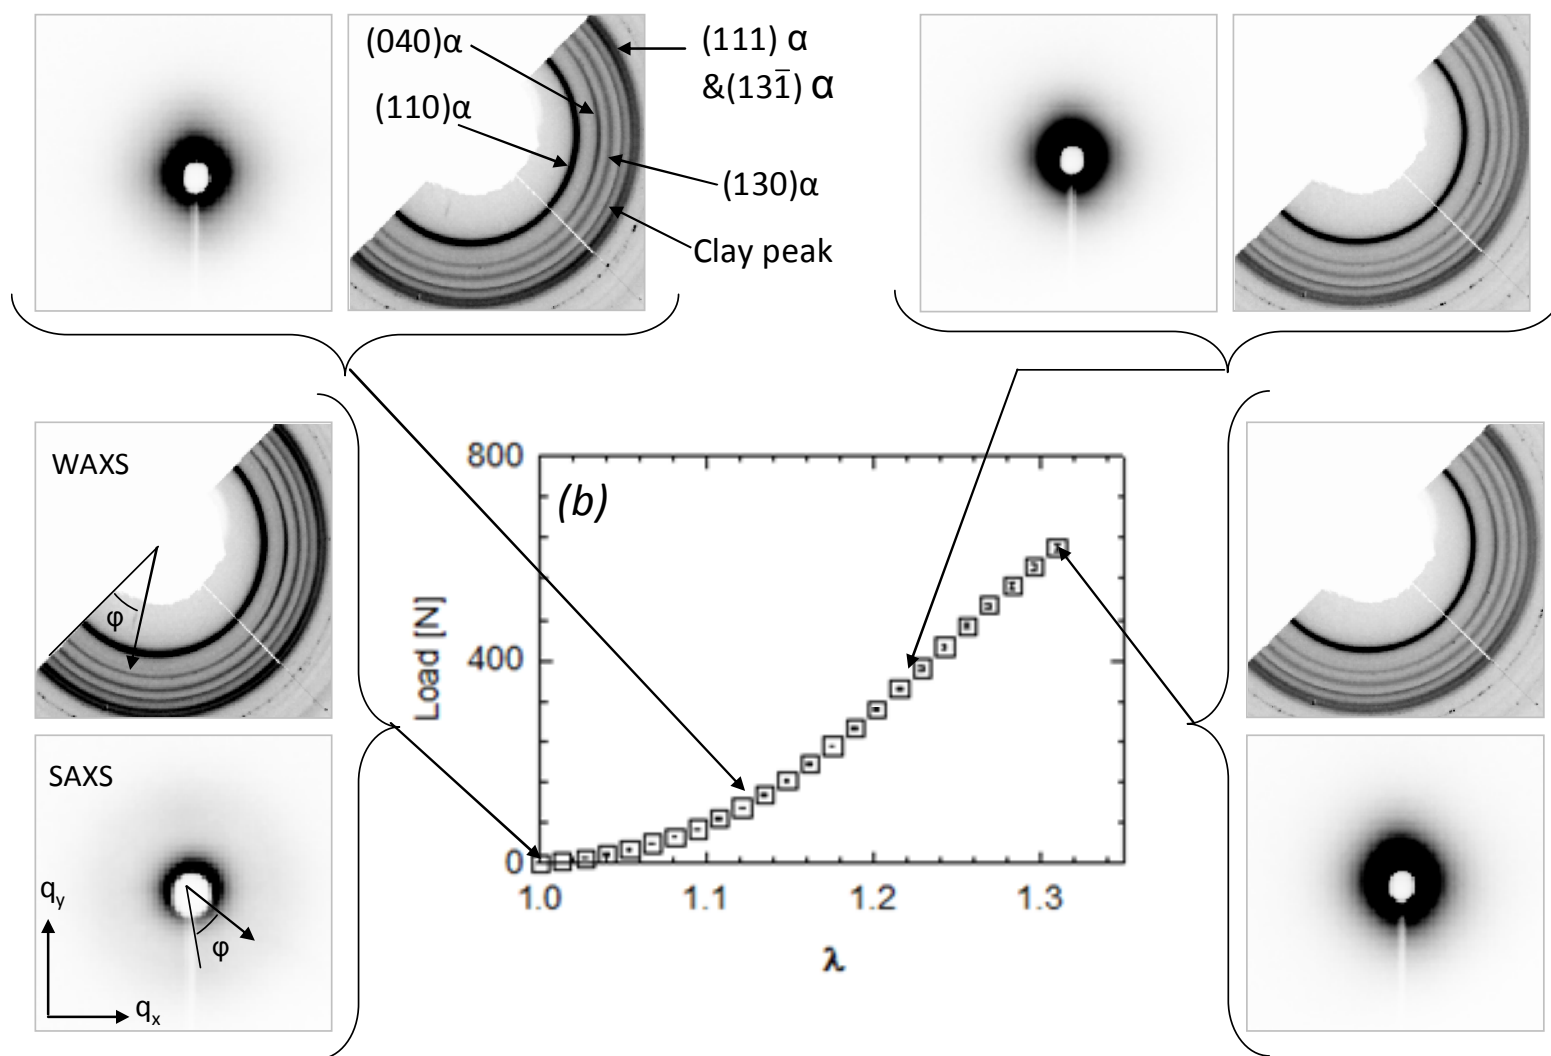 (040)α
(111) α
&(13̅1̅) α
(110)α
(130)α
Clay peak
WAXS
φ
SAXS
q_y
φ
q_x
800
(b)
400
0
Load [N]
1.0
1.1
1.2
1.3
λ